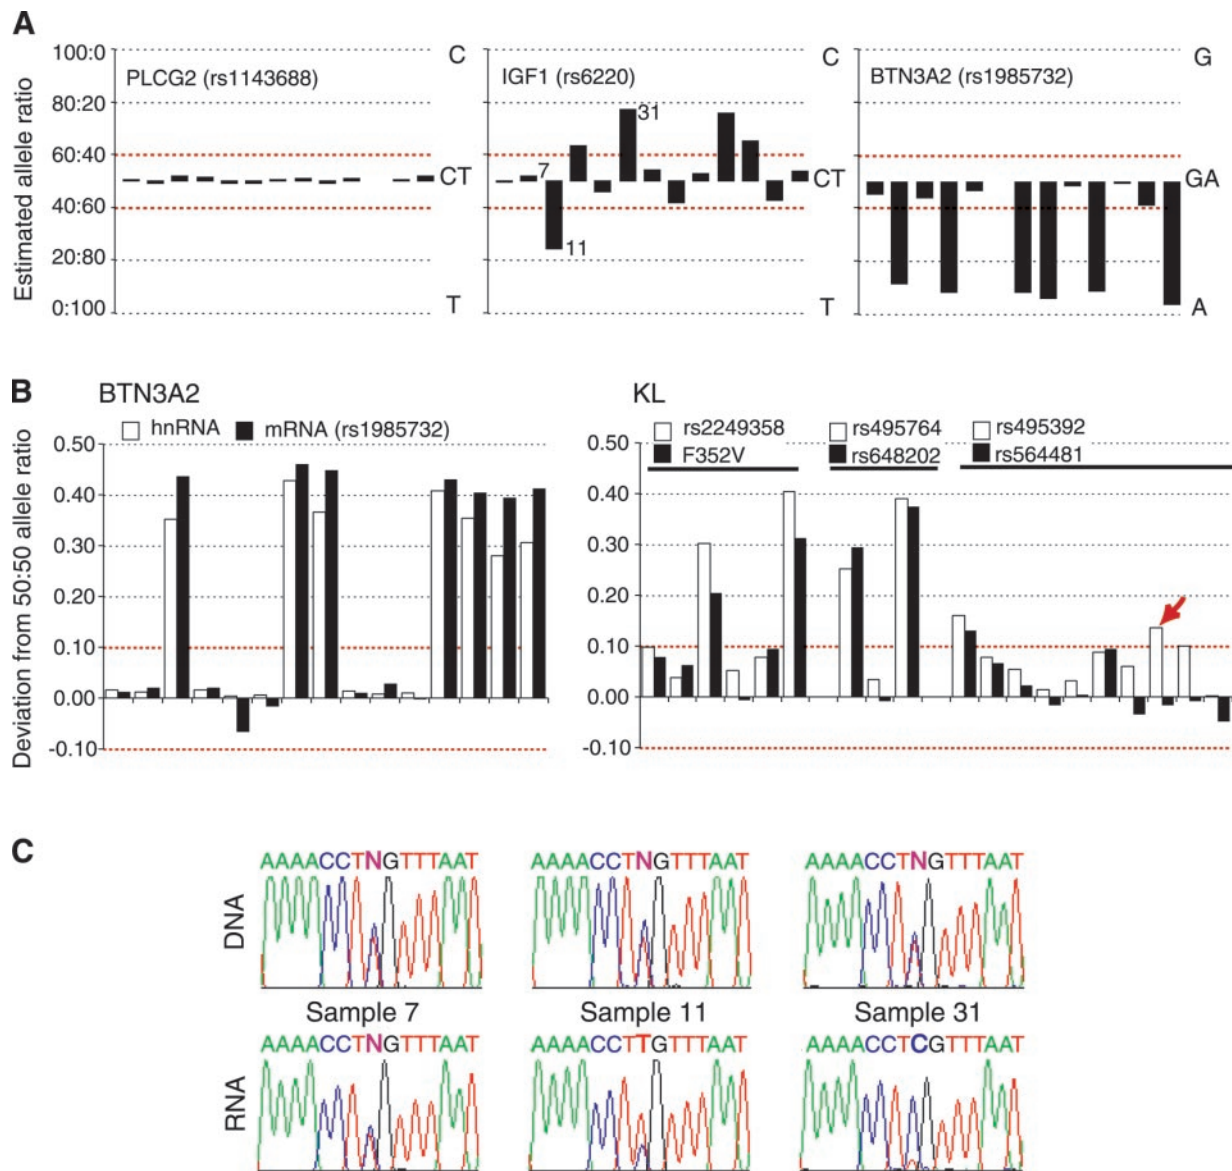 A
Estimated allele ratio
100:0
80:20
60:40
40:60
20:80
0:100
PLCG2 (rs1143688)
C
CT
T
IGF1 (rs6220)
7
11
31
C
CT
T
BTN3A2 (rs1985732)
G
GA
A
B
BTN3A2
hnRNA mRNA (rs1985732)
Deviation from 50:50 allele ratio
0.50
0.40
0.30
0.20
0.10
0.00
-0.10
KL
rs2249358
F352V
rs495764
rs648202
rs495392
rs564481
0.50
0.40
0.30
0.20
0.10
0.00
-0.10
C
DNA
AAAACCTNGTTTAAT
AAAACCTNGTTTAAT
AAAACCTNGTTTAAT
Sample 7
Sample 11
Sample 31
RNA
AAAACCTNGTTTAAT
AAAACCTTGTTTAAT
AAAACCTCGTTTAAT